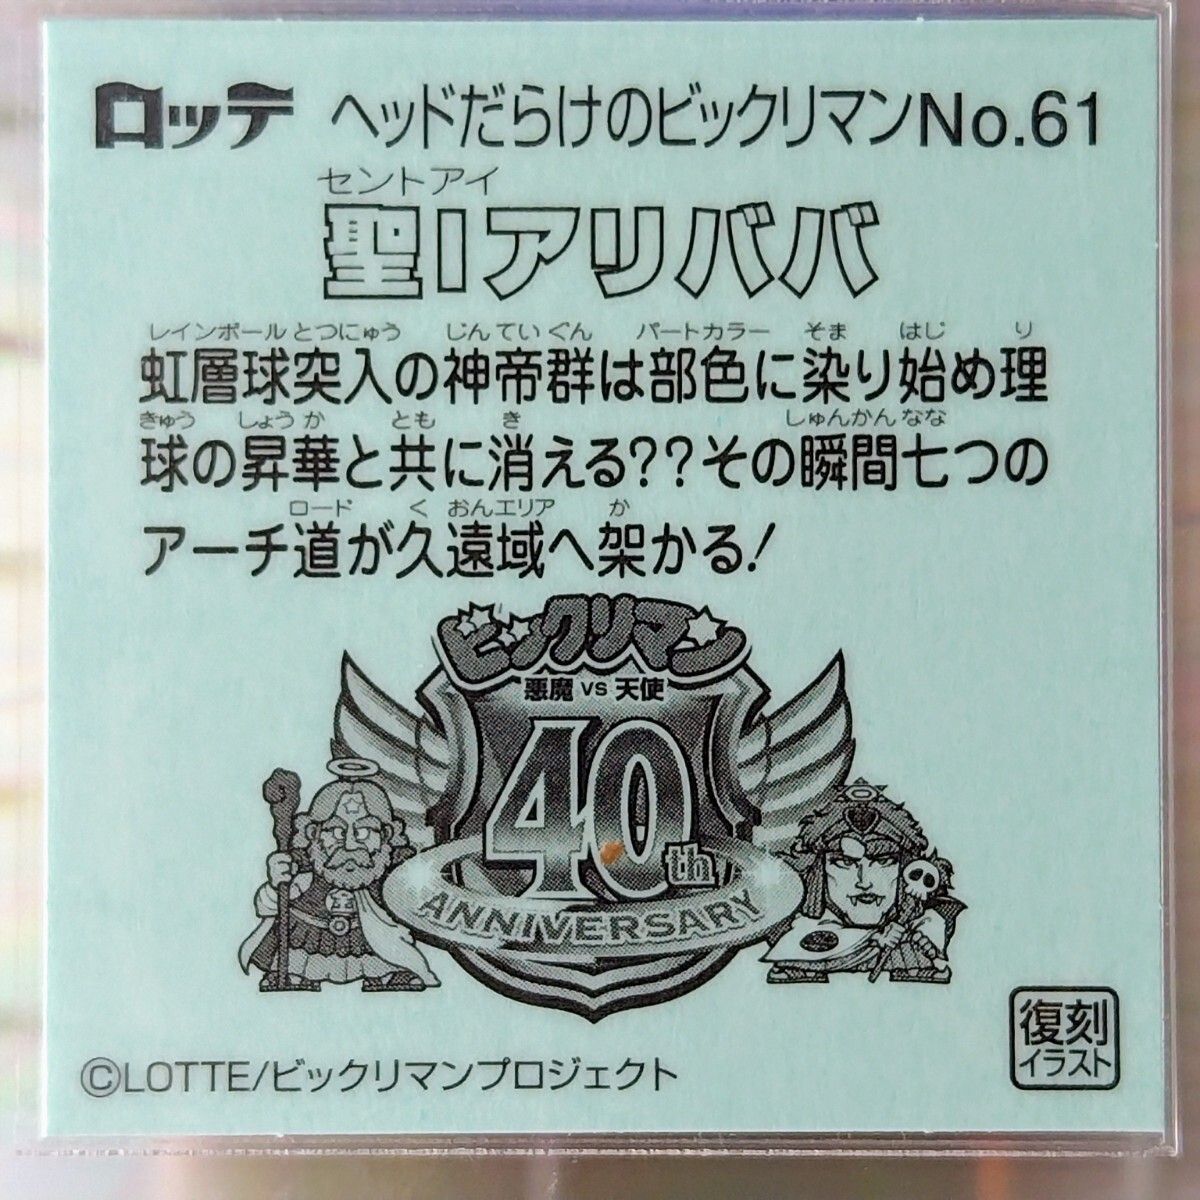 ロッテ ヘッドだらけのビックリマンNo.61
セントアイ
聖Iアリババ
レインボール とつにゅう じんてい ぐん パートカラー そま はじ り
虹層球突入の神帝群は部色に染り始め理
きゅう しょう か とも き しゅんかん なな
球の昇華と共に消える??その瞬間七つの
ロード く おん エリア か
アーチ道が久遠域へ架かる!
ビックリマン
悪魔 VS 天使
40th
ANNIVERSARY
復刻
イラスト
©LOTTE/ビックリマンプロジェクト